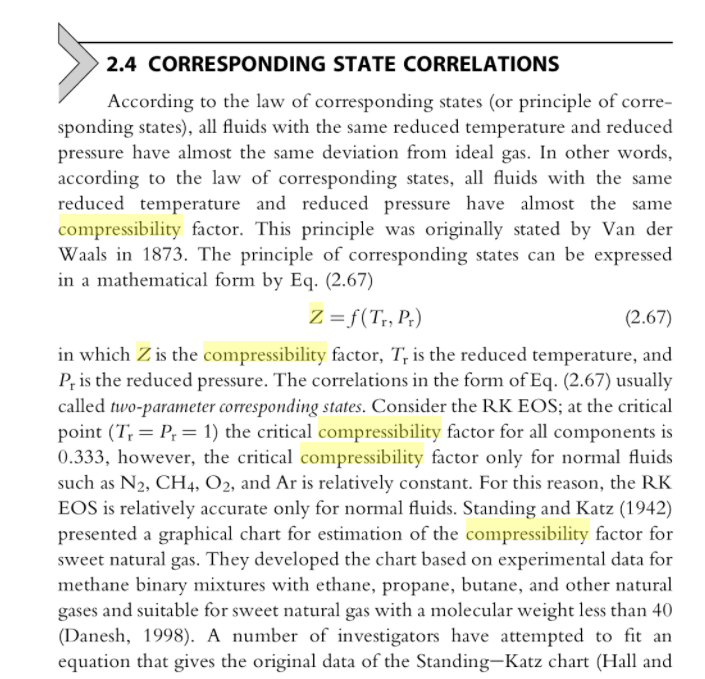 2.4 CORRESPONDING STATE CORRELATIONS
According to the law of corresponding states (or principle of corre-
sponding states), all fluids with the same reduced temperature and reduced
pressure have almost the same deviation from ideal gas. In other words,
according to the law of corresponding states, all fluids with the same
reduced temperature and reduced pressure have almost the same
compressibility factor. This principle was originally stated by Van der
Waals in 1873. The principle of corresponding states can be expressed
in a mathematical form by Eq. (2.67)
Z = f(Tr, Pr) (2.67)
in which Z is the compressibility factor, Tr is the reduced temperature, and
Pr is the reduced pressure. The correlations in the form of Eq. (2.67) usually
called two-parameter corresponding states. Consider the RK EOS; at the critical
point (Tr = Pr = 1) the critical compressibility factor for all components is
0.333, however, the critical compressibility factor only for normal fluids
such as N2, CH4, O2, and Ar is relatively constant. For this reason, the RK
EOS is relatively accurate only for normal fluids. Standing and Katz (1942)
presented a graphical chart for estimation of the compressibility factor for
sweet natural gas. They developed the chart based on experimental data for
methane binary mixtures with ethane, propane, butane, and other natural
gases and suitable for sweet natural gas with a molecular weight less than 40
(Danesh, 1998). A number of investigators have attempted to fit an
equation that gives the original data of the Standing–Katz chart (Hall and